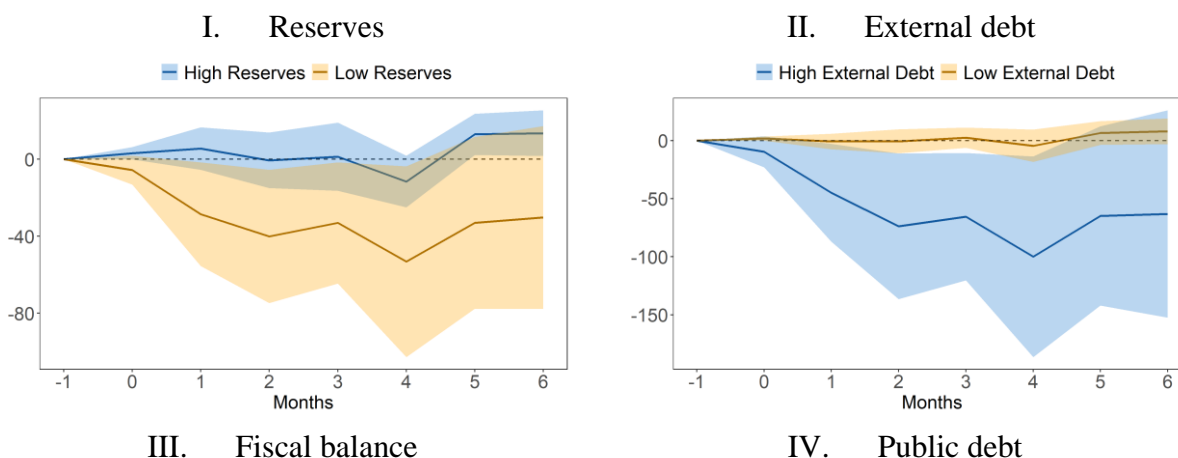 I. Reserves
II. External debt
High Reserves Low Reserves
High External Debt Low External Debt
0
-40
-80
-1 0 1 2 3 4 5 6
Months
0
-50
-100
-150
-1 0 1 2 3 4 5 6
Months
III. Fiscal balance
IV. Public debt